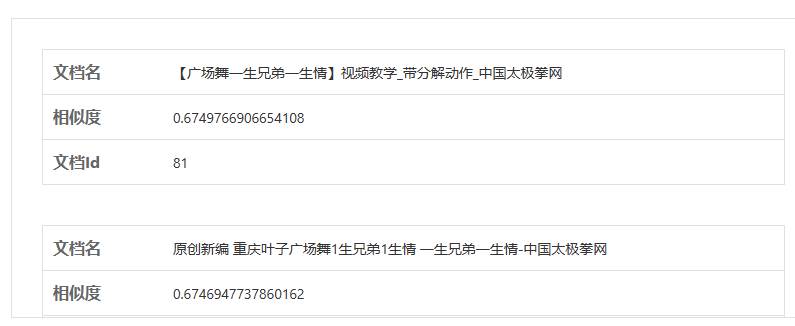 文档名 【广场舞一生兄弟一生情】视频教学_带分解动作_中国太极拳网
相似度 0.6749766906654108
文档Id 81
文档名 原创新编 重庆叶子广场舞1生兄弟1生情 一生兄弟一生情-中国太极拳网
相似度 0.6746947737860162